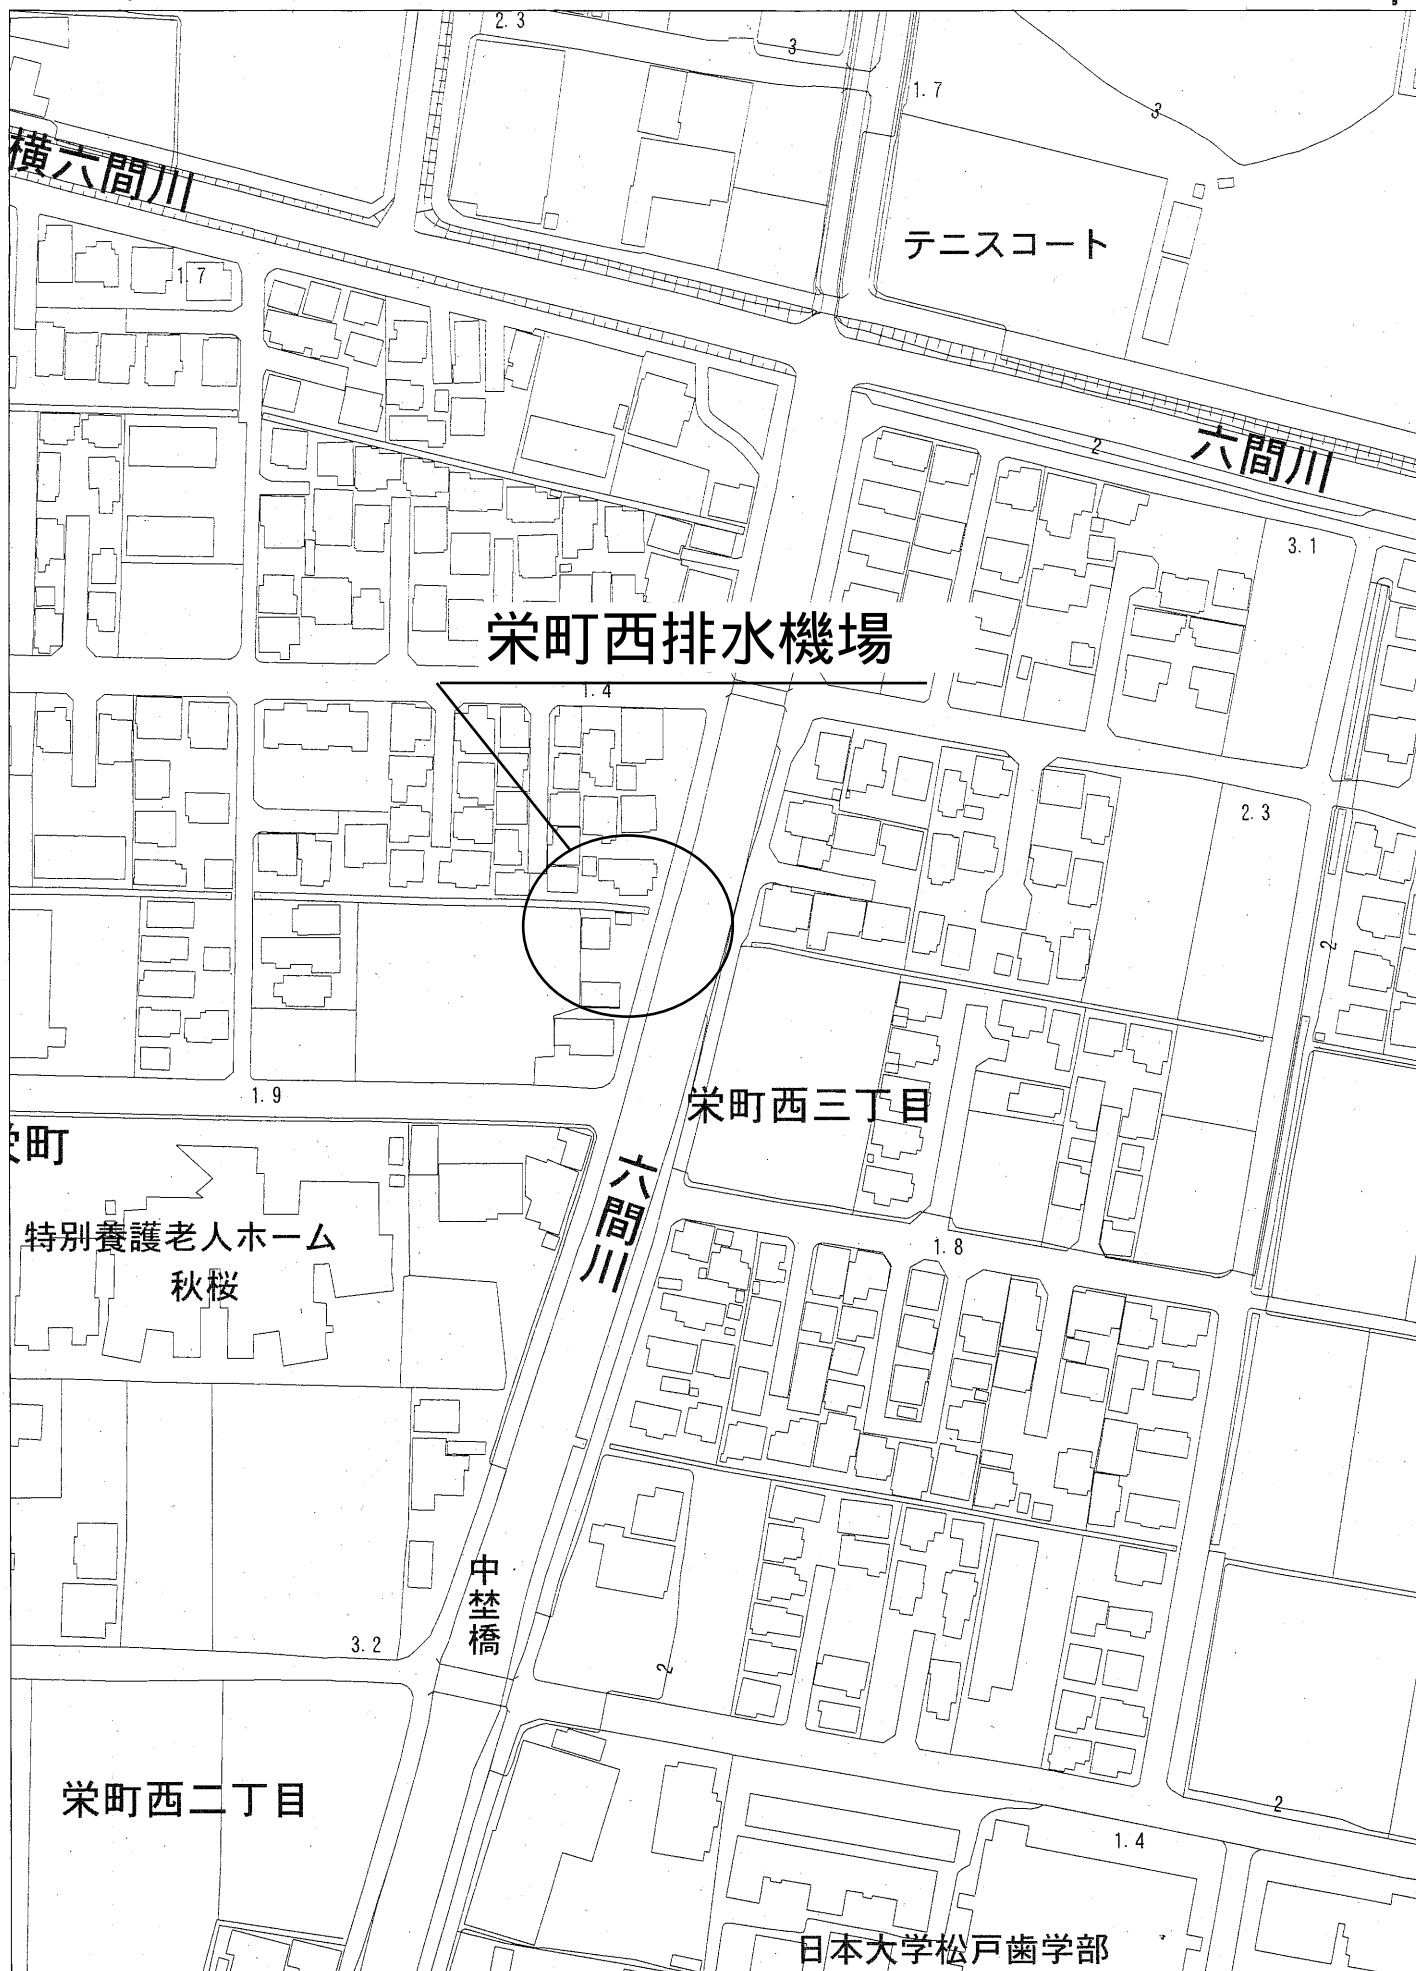 2.3
3
1.7
3
横六間川
テニスコート
1.7
2
六間川
3.1
栄町西排水機場
1.4
2.3
2
1.9
栄町西三丁目
町
六間川
特別養護老人ホーム
秋桜
1.8
中埜橋
3.2
2
栄町西二丁目
2
1.4
日本大学松戸歯学部